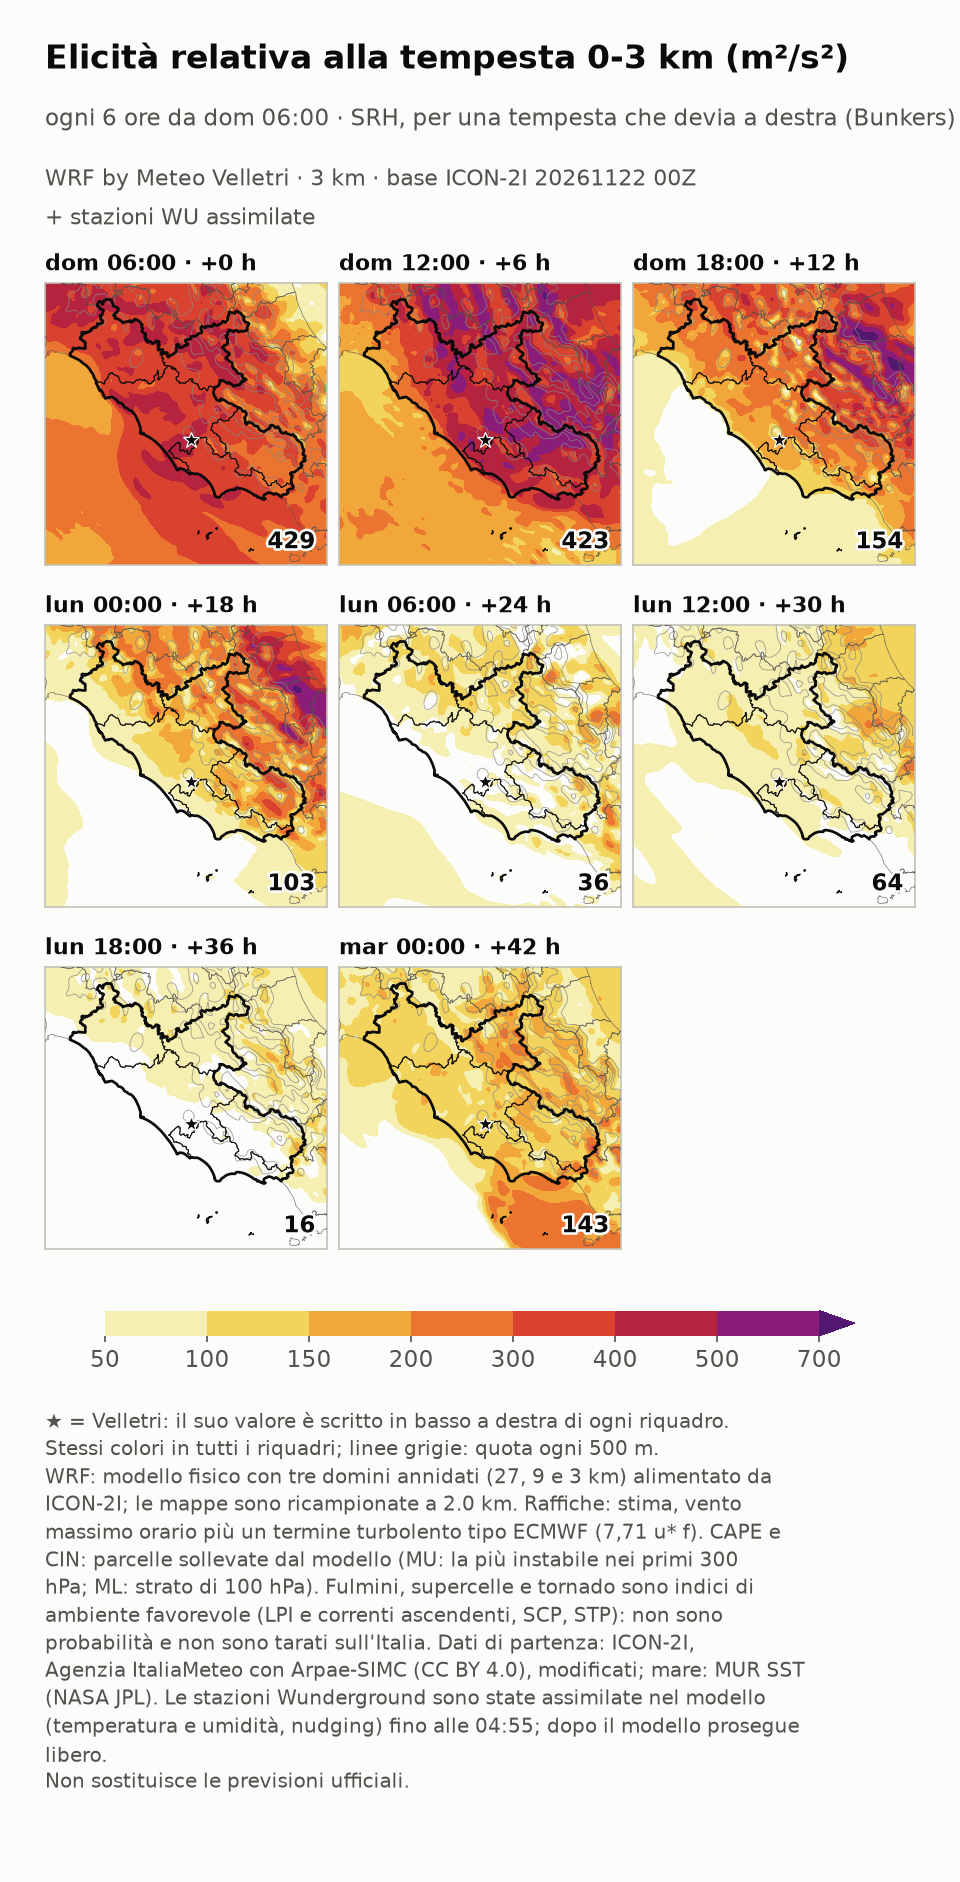 Elicità relativa alla tempesta 0-3 km (m²/s²)
ogni 6 ore da dom 06:00 · SRH, per una tempesta che devia a destra (Bunkers)
WRF by Meteo Velletri · 3 km · base ICON-2I 20261122 00Z
+ stazioni WU assimilate
dom 06:00 · +0 h
dom 12:00 · +6 h
dom 18:00 · +12 h
429
423
154
lun 00:00 · +18 h
lun 06:00 · +24 h
lun 12:00 · +30 h
103
36
64
lun 18:00 · +36 h
mar 00:00 · +42 h
16
143
50 100 150 200 300 400 500 700
★ = Velletri: il suo valore è scritto in basso a destra di ogni riquadro.
Stessi colori in tutti i riquadri; linee grigie: quota ogni 500 m.
WRF: modello fisico con tre domini annidati (27, 9 e 3 km) alimentato da
ICON-2I; le mappe sono ricampionate a 2.0 km. Raffiche: stima, vento
massimo orario più un termine turbolento tipo ECMWF (7,71 u* f). CAPE e
CIN: parcelle sollevate dal modello (MU: la più instabile nei primi 300
hPa; ML: strato di 100 hPa). Fulmini, supercelle e tornado sono indici di
ambiente favorevole (LPI e correnti ascendenti, SCP, STP): non sono
probabilità e non sono tarati sull'Italia. Dati di partenza: ICON-2I,
Agenzia ItaliaMeteo con Arpae-SIMC (CC BY 4.0), modificati; mare: MUR SST
(NASA JPL). Le stazioni Wunderground sono state assimilate nel modello
(temperatura e umidità, nudging) fino alle 04:55; dopo il modello prosegue
libero.
Non sostituisce le previsioni ufficiali.